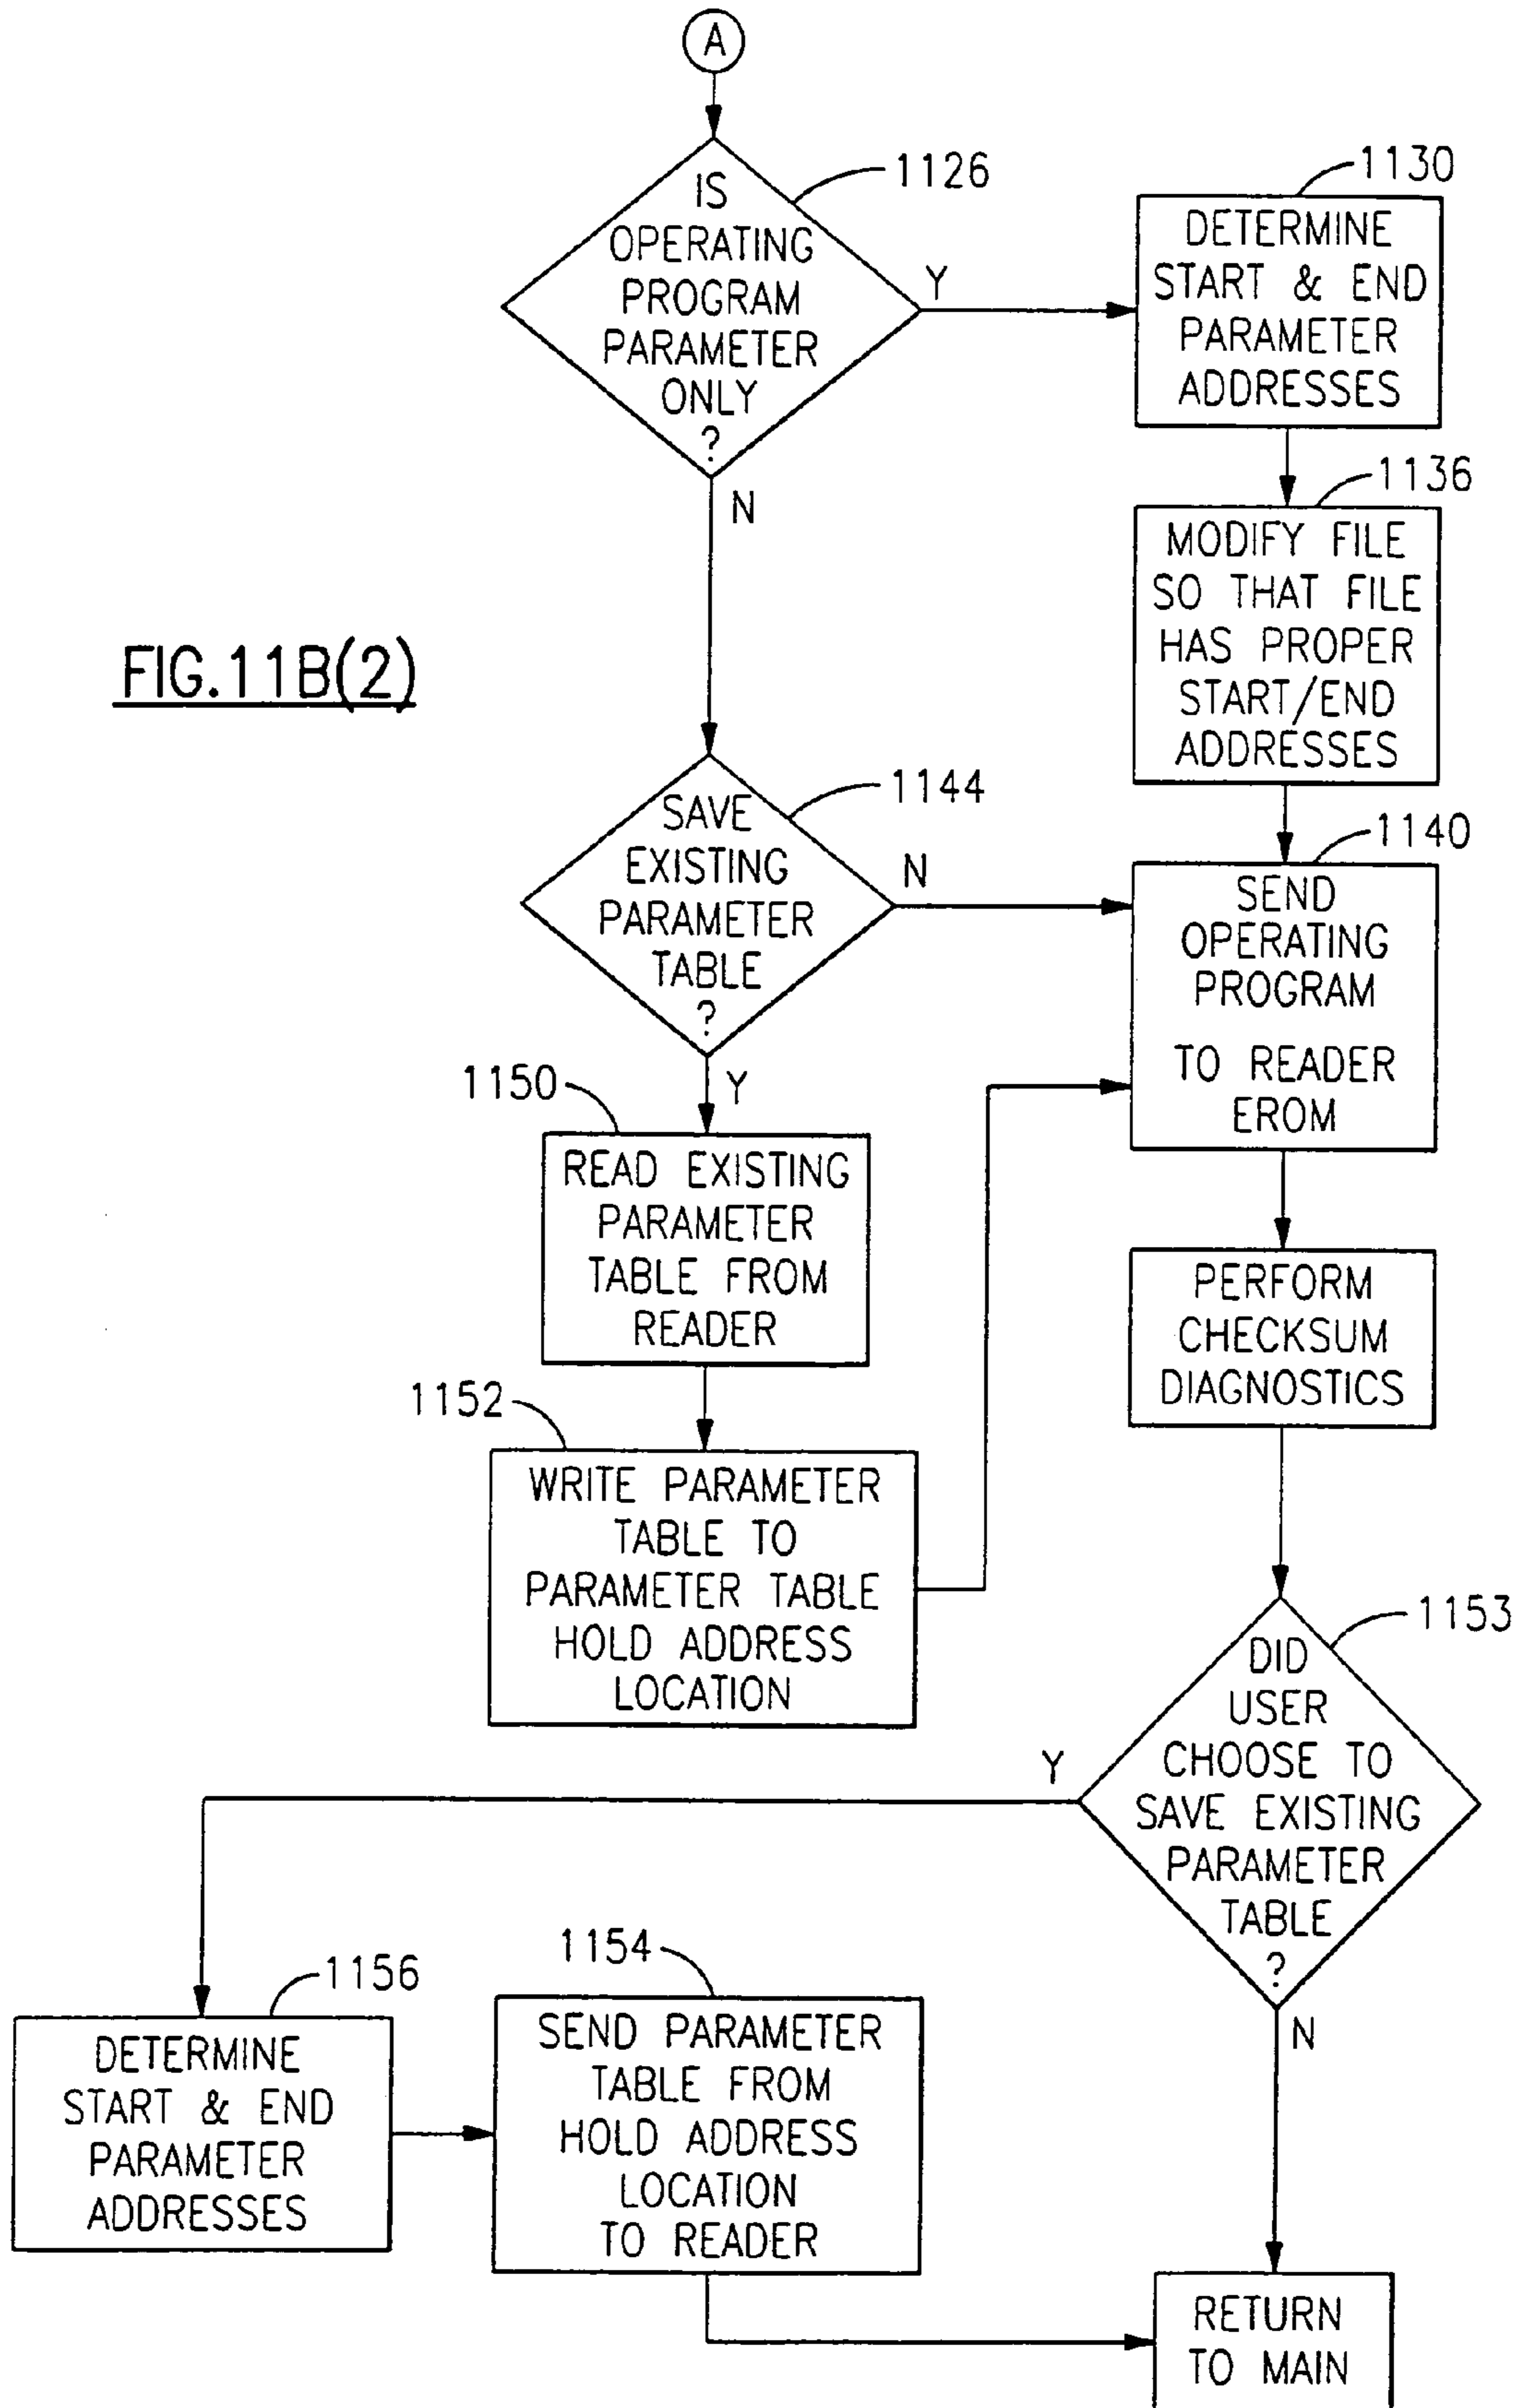 A
IS
OPERATING
PROGRAM
PARAMETER
ONLY
?
1126
Y
N
1130
DETERMINE
START & END
PARAMETER
ADDRESSES
1136
MODIFY FILE
SO THAT FILE
HAS PROPER
START/END
ADDRESSES
FIG.11B(2)
SAVE
EXISTING
PARAMETER
TABLE
?
1144
N
Y
1140
SEND
OPERATING
PROGRAM
TO READER
EROM
1150
READ EXISTING
PARAMETER
TABLE FROM
READER
PERFORM
CHECKSUM
DIAGNOSTICS
1152
WRITE PARAMETER
TABLE TO
PARAMETER TABLE
HOLD ADDRESS
LOCATION
1153
DID
USER
CHOOSE TO
SAVE EXISTING
PARAMETER
TABLE
?
Y
N
1156
DETERMINE
START & END
PARAMETER
ADDRESSES
1154
SEND PARAMETER
TABLE FROM
HOLD ADDRESS
LOCATION
TO READER
RETURN
TO MAIN